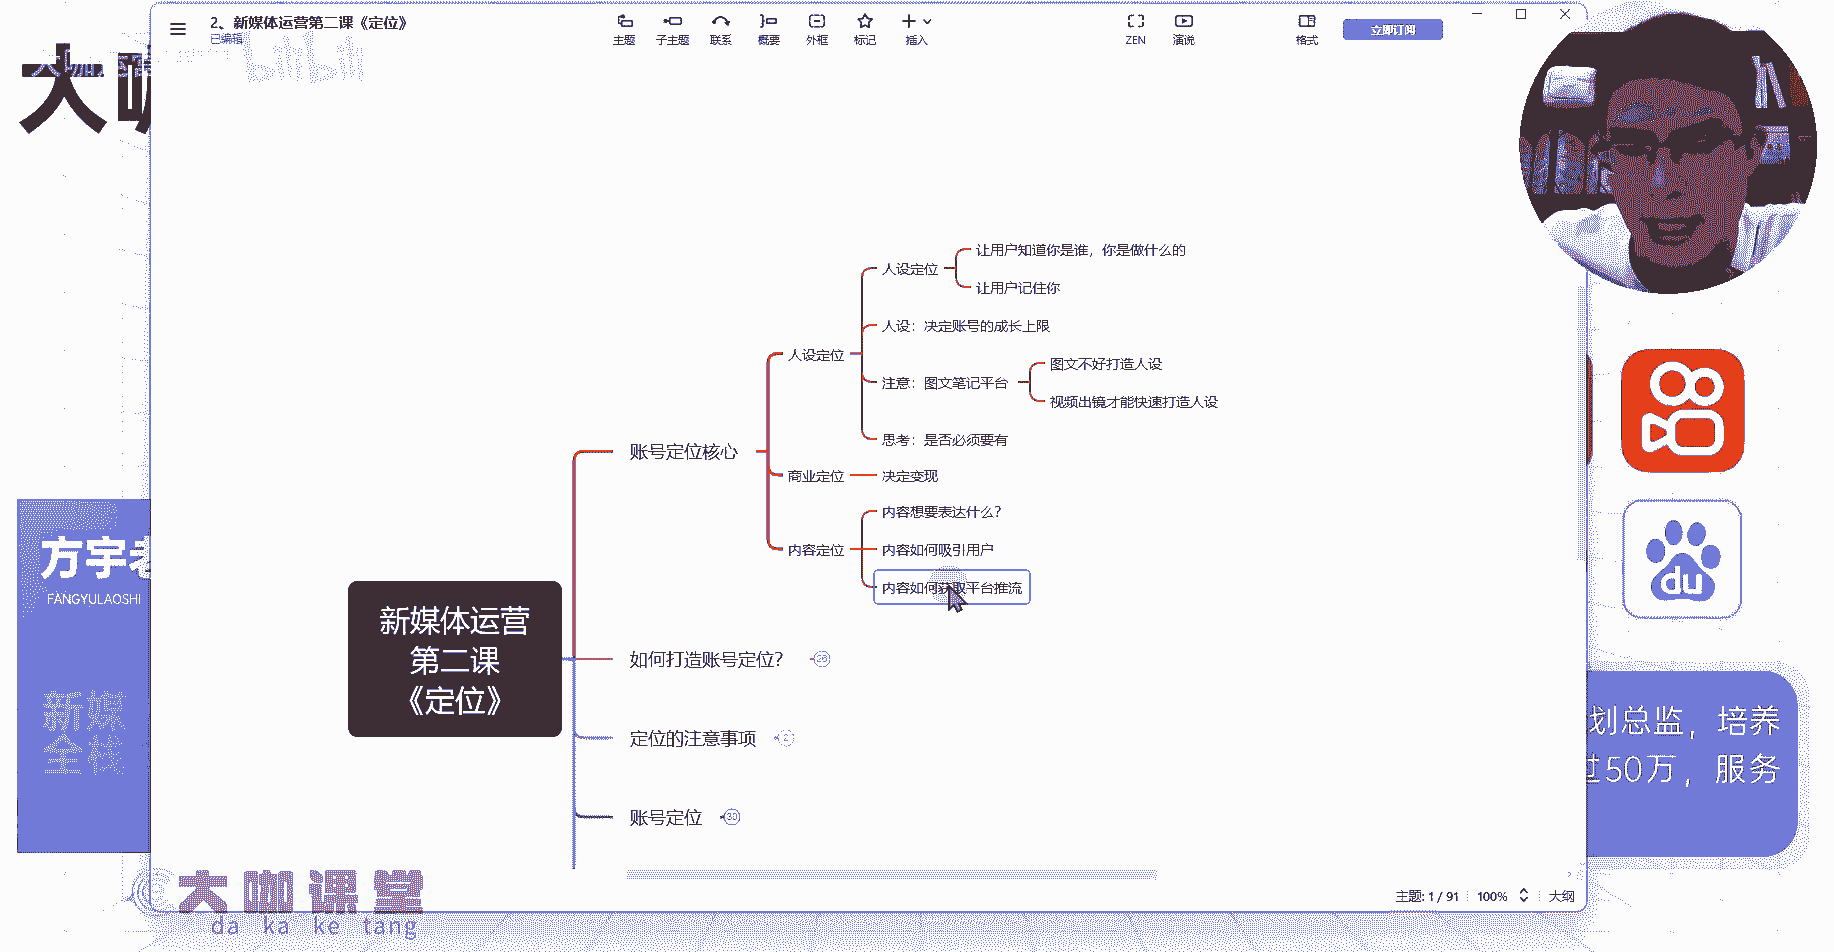 2、新媒体运营第二课《定位》
已编辑
主题
子主题
联系
概要
外框
标记
插入
ZEN
演说
格式
立即订阅
bilibili
大咖
让用户知道你是谁，你是做什么的
人设定位
让用户记住你
人设：决定账号的成长上限
人设定位
图文不好打造人设
注意：图文笔记平台
视频出镜才能快速打造人设
思考：是否必须要有
账号定位核心
商业定位
决定变现
内容想要表达什么？
内容定位
内容如何吸引用户
内容如何获取平台推流
新媒体运营
第二课
《定位》
如何打造账号定位？
定位的注意事项
账号定位
30
方宇老
FANGYULAOSHI
新媒
全栈
du
划总监，培养
过50万，服务
主题: 1 / 91
100%
大纲
大咖课堂
da ka ke tang